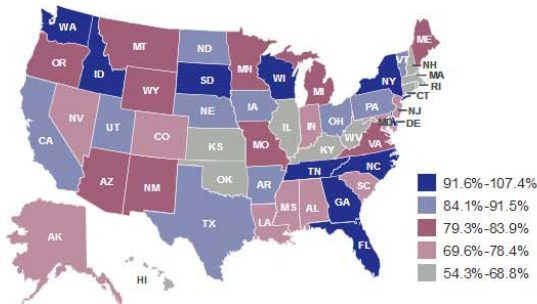 WA
MT
ND
OR
ID
SD
MN
WI
MI
NY
VT
ME
NH
MA
RI
CT
NJ
DE
MD
WY
NE
IA
PA
OH
IN
IL
NV
UT
CO
KS
MO
KY
WV
VA
CA
AZ
NM
OK
AR
TN
NC
SC
TX
LA
MS
AL
GA
FL
AK
HI
91.6%-107.4%
84.1%-91.5%
79.3%-83.9%
69.6%-78.4%
54.3%-68.8%